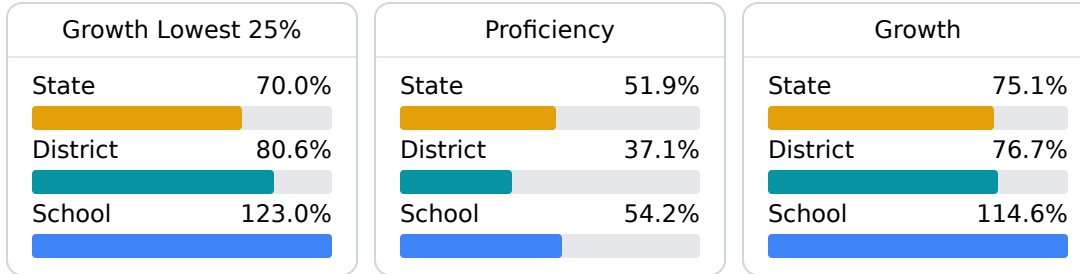 Growth Lowest 25%
State 70.0%
District 80.6%
School 123.0%
Proficiency
State 51.9%
District 37.1%
School 54.2%
Growth
State 75.1%
District 76.7%
School 114.6%